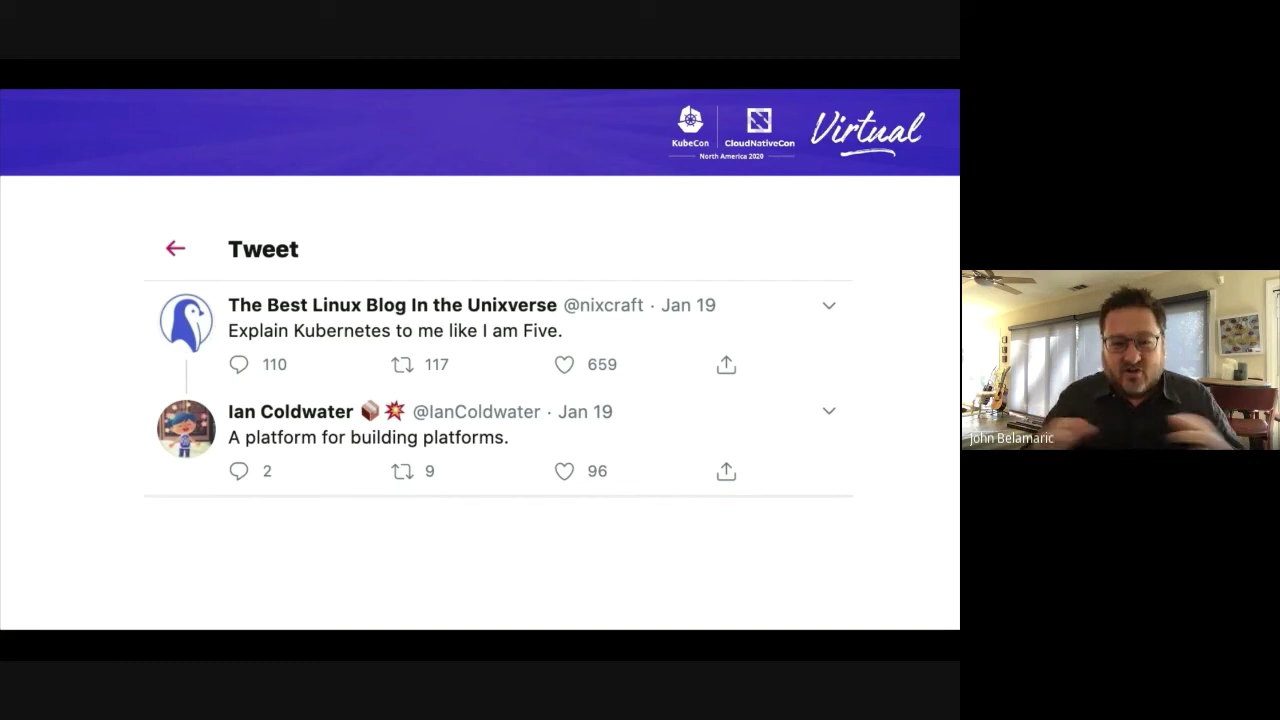 KubeCon
CloudNativeCon
North America 2020
Virtual
Tweet
The Best Linux Blog In the Unixverse @nixcraft · Jan 19
Explain Kubernetes to me like I am Five.
110 117 659
Ian Coldwater @IanColdwater · Jan 19
A platform for building platforms.
2 9 96
John Belamaric